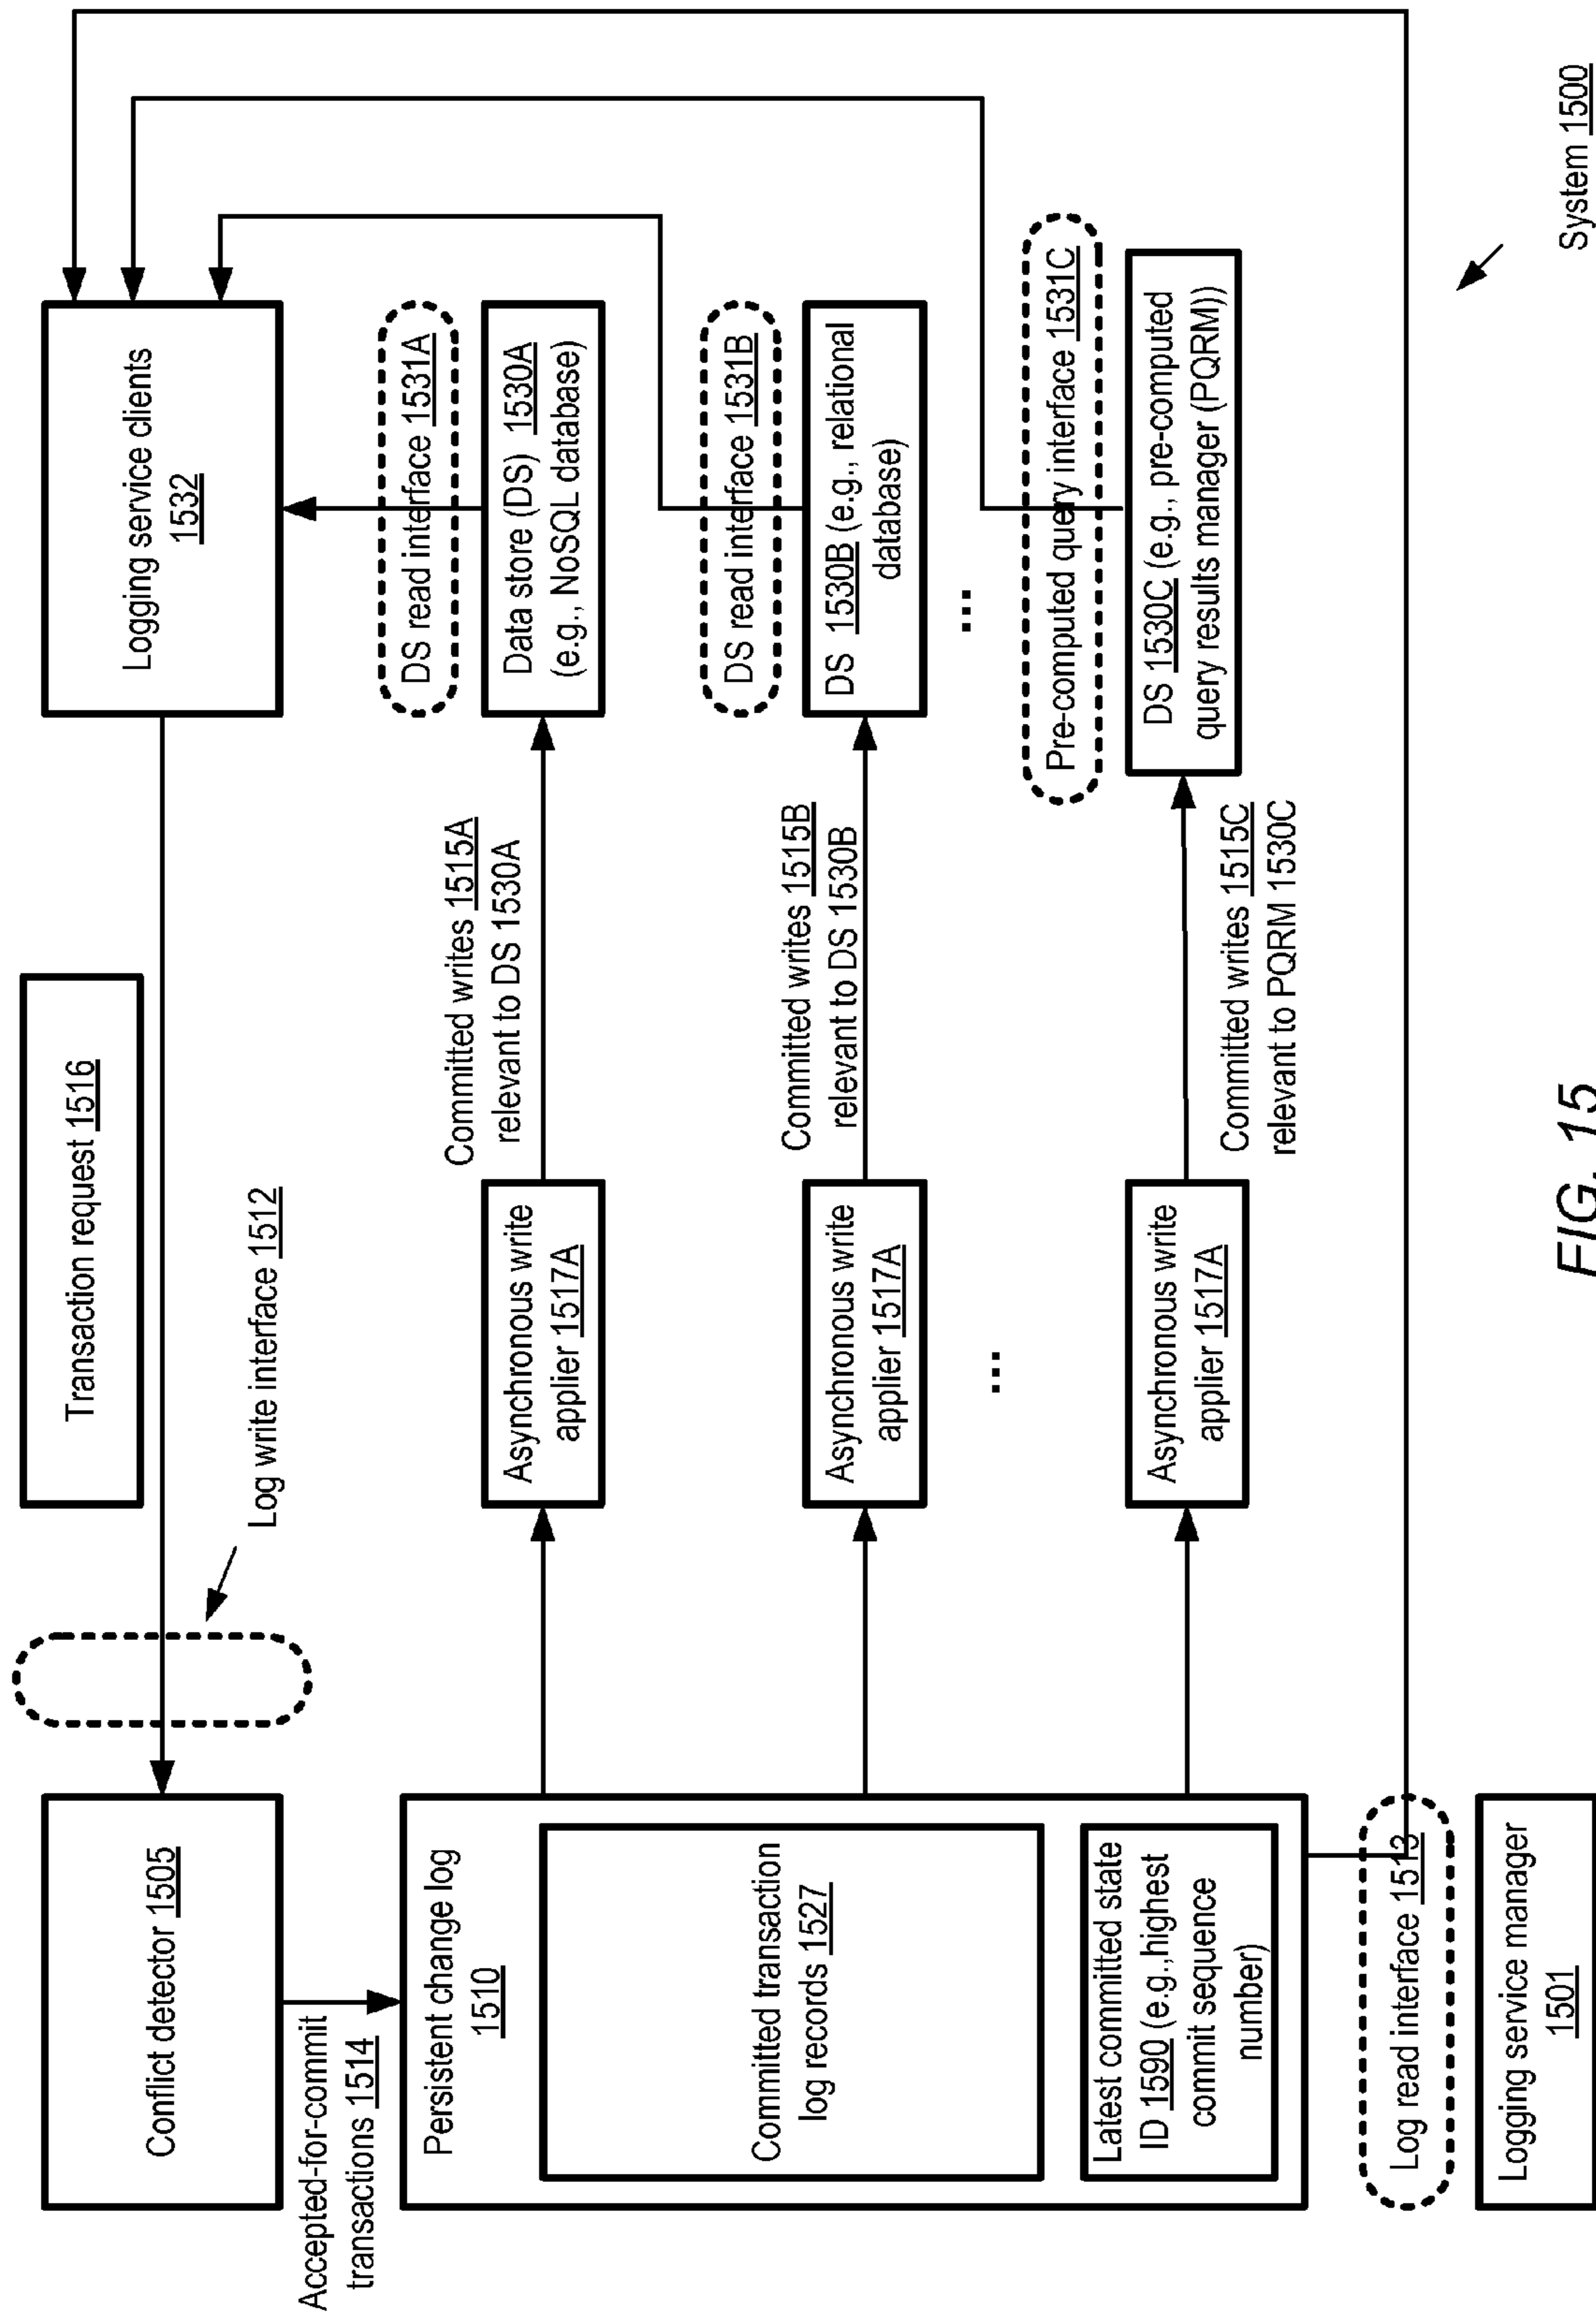 Conflict detector 1505
Transaction request 1516
Logging service clients
1532
Log write interface 1512
Accepted-for-commit
transactions 1514
Persistent change log
1510
Committed transaction
log records 1527
Latest committed state
ID 1590 (e.g.,highest
commit sequence
number)
Asynchronous write
applier 1517A
Committed writes 1515A
relevant to DS 1530A
DS read interface 1531A
Data store (DS) 1530A
(e.g., NoSQL database)
Asynchronous write
applier 1517A
Committed writes 1515B
relevant to DS 1530B
DS read interface 1531B
DS 1530B (e.g., relational
database)
...
...
Asynchronous write
applier 1517A
Committed writes 1515C
relevant to PQRM 1530C
Pre-computed query interface 1531C
DS 1530C (e.g., pre-computed
query results manager (PQRM))
Log read interface 1513
Logging service manager
1501
System 1500
FIG. 15